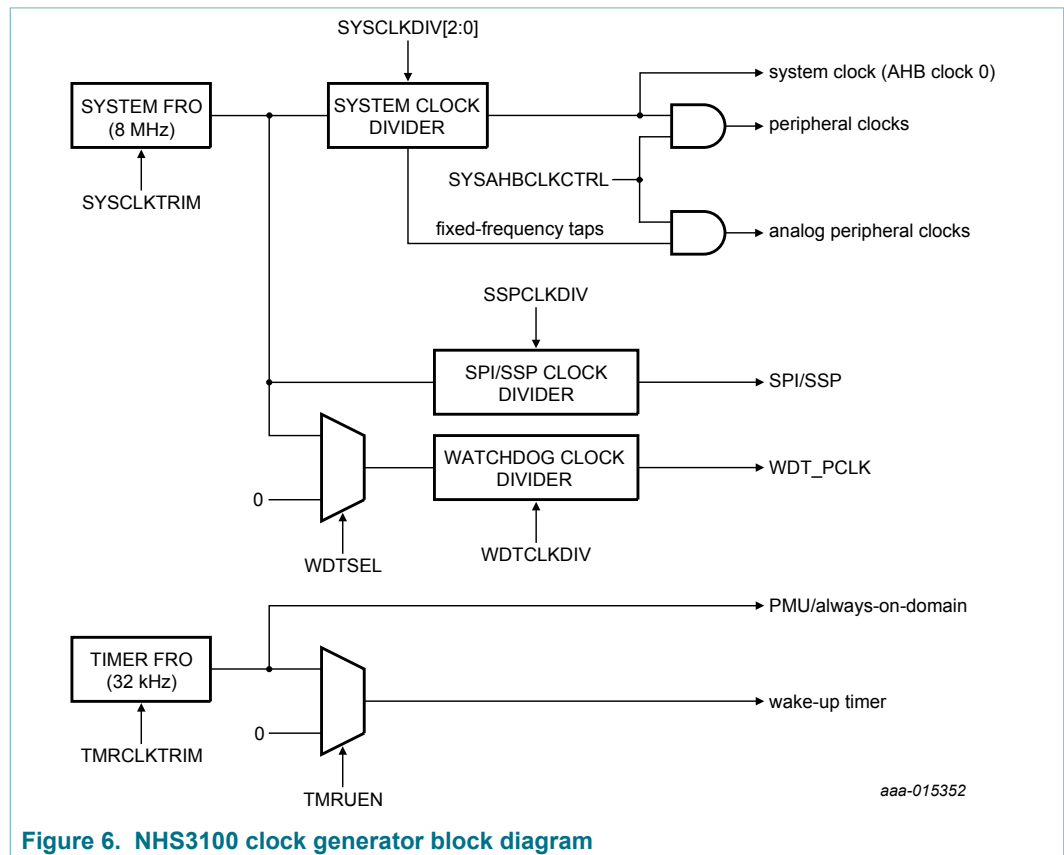 SYSCLKDIV[2:0]
system clock (AHB clock 0)
SYSTEM FRO
(8 MHz)
SYSTEM CLOCK
DIVIDER
peripheral clocks
SYSAHBCLKCTRL
SYSCLKTRIM
fixed-frequency taps
analog peripheral clocks
SSPCLKDIV
SPI/SSP CLOCK
DIVIDER
SPI/SSP
WATCHDOG CLOCK
DIVIDER
WDT_PCLK
0
WDTSEL
WDTCLKDIV
PMU/always-on-domain
TIMER FRO
(32 kHz)
wake-up timer
0
TMRCLKTRIM
TMRUEN
aaa-015352
Figure 6. NHS3100 clock generator block diagram